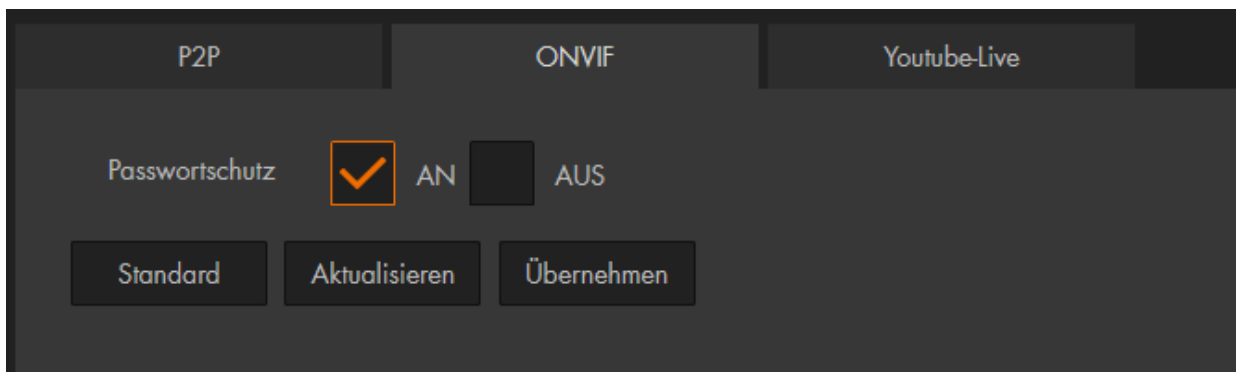 P2P ONVIF Youtube-Live
Passwortschutz AN AUS
Standard Aktualisieren Übernehmen